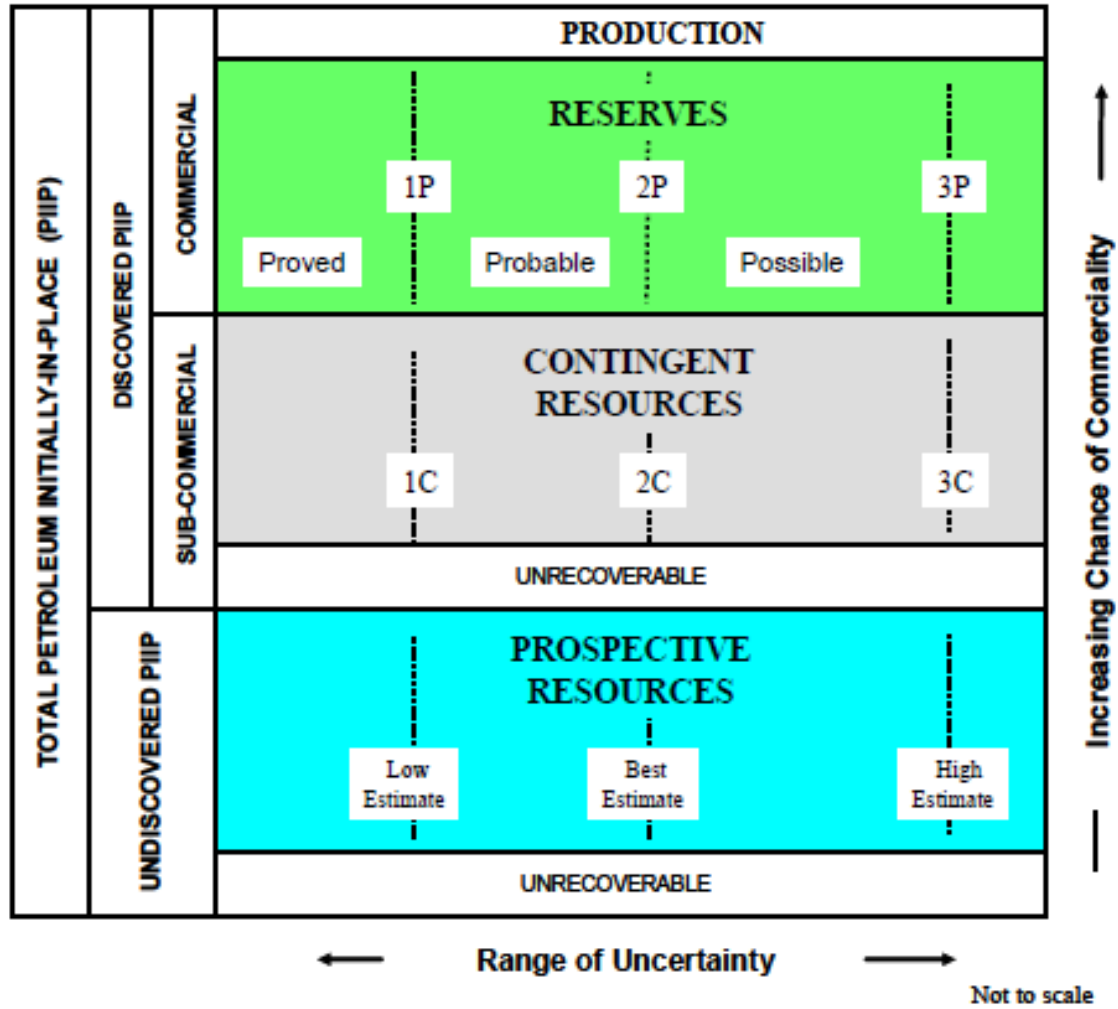 TOTAL PETROLEUM INITIALLY-IN-PLACE (PIIP)
DISCOVERED PIIP
COMMERCIAL
PRODUCTION
RESERVES
1P
2P
3P
Proved
Probable
Possible
SUB-COMMERCIAL
CONTINGENT
RESOURCES
1C
2C
3C
UNRECOVERABLE
UNDISCOVERED PIIP
PROSPECTIVE
RESOURCES
Low
Estimate
Best
Estimate
High
Estimate
UNRECOVERABLE
Increasing Chance of Commerciality
Range of Uncertainty
Not to scale